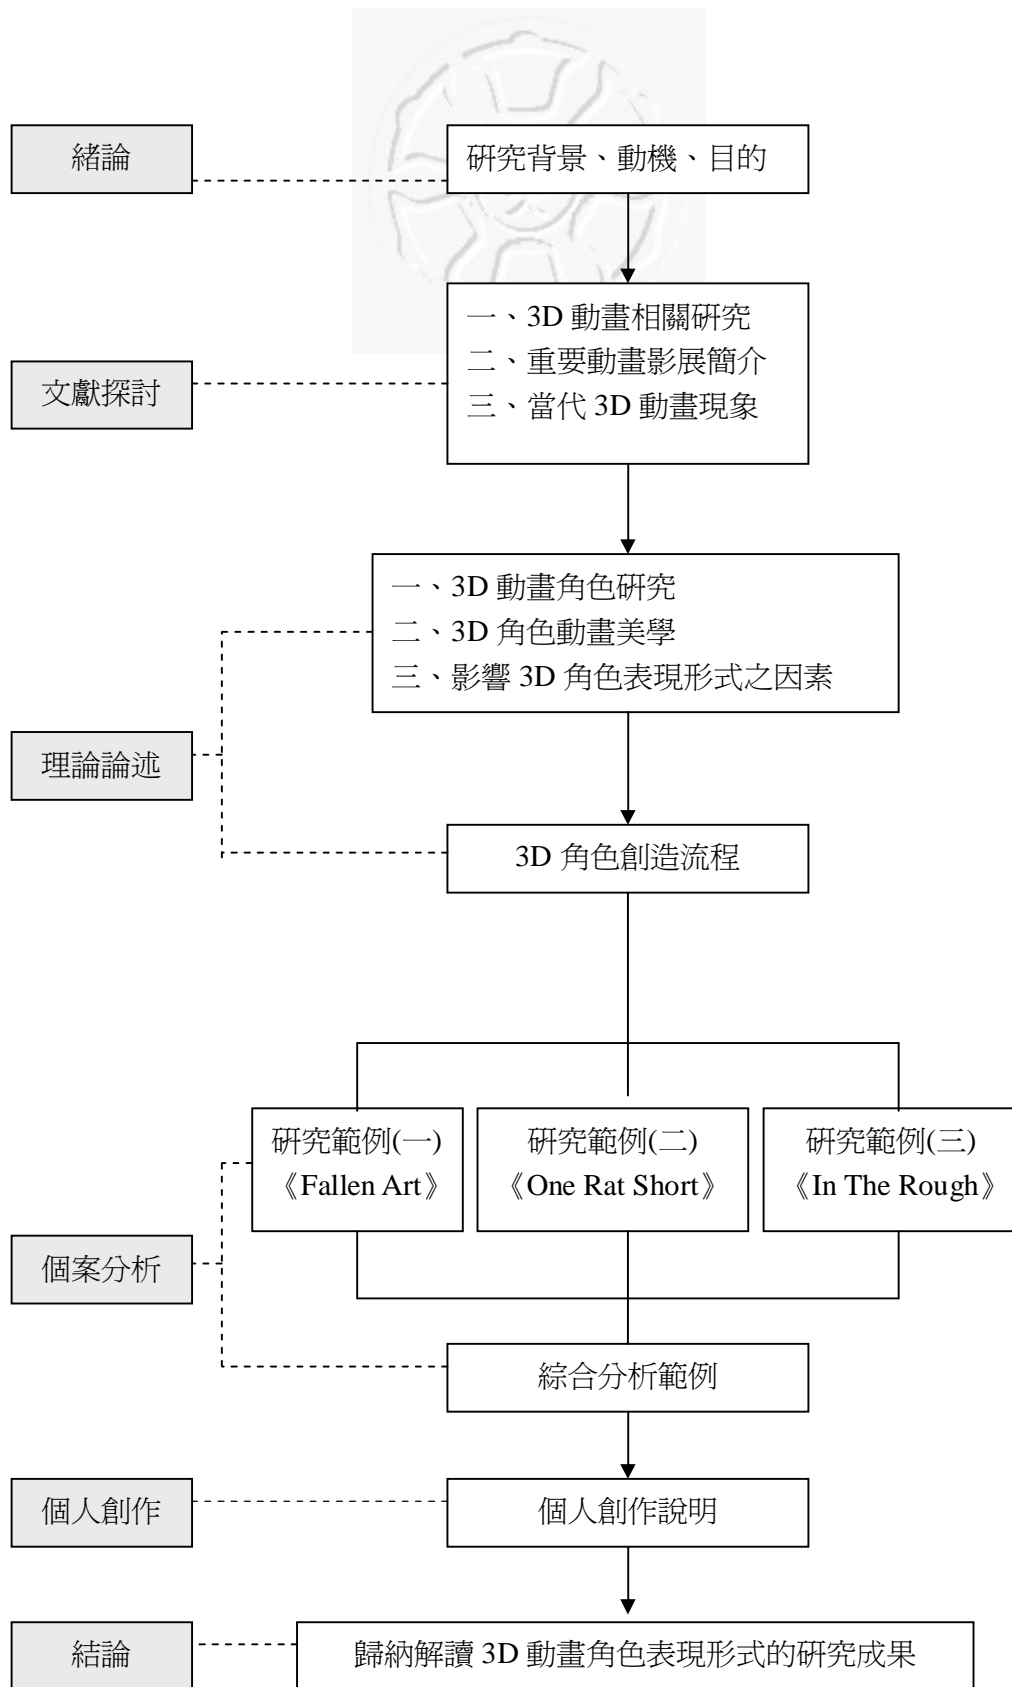 緒論
研究背景、動機、目的
文獻探討
一、3D 動畫相關研究
二、重要動畫影展簡介
三、當代 3D 動畫現象
理論論述
一、3D 動畫角色研究
二、3D 角色動畫美學
三、影響 3D 角色表現形式之因素
3D 角色創造流程
個案分析
研究範例(一)
《Fallen Art》
研究範例(二)
《One Rat Short》
研究範例(三)
《In The Rough》
綜合分析範例
個人創作
個人創作說明
結論
歸納解讀 3D 動畫角色表現形式的研究成果